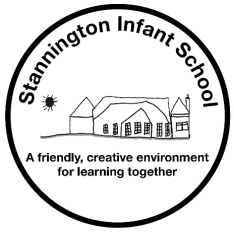 Stannington Infant School
A friendly, creative environment
for learning together